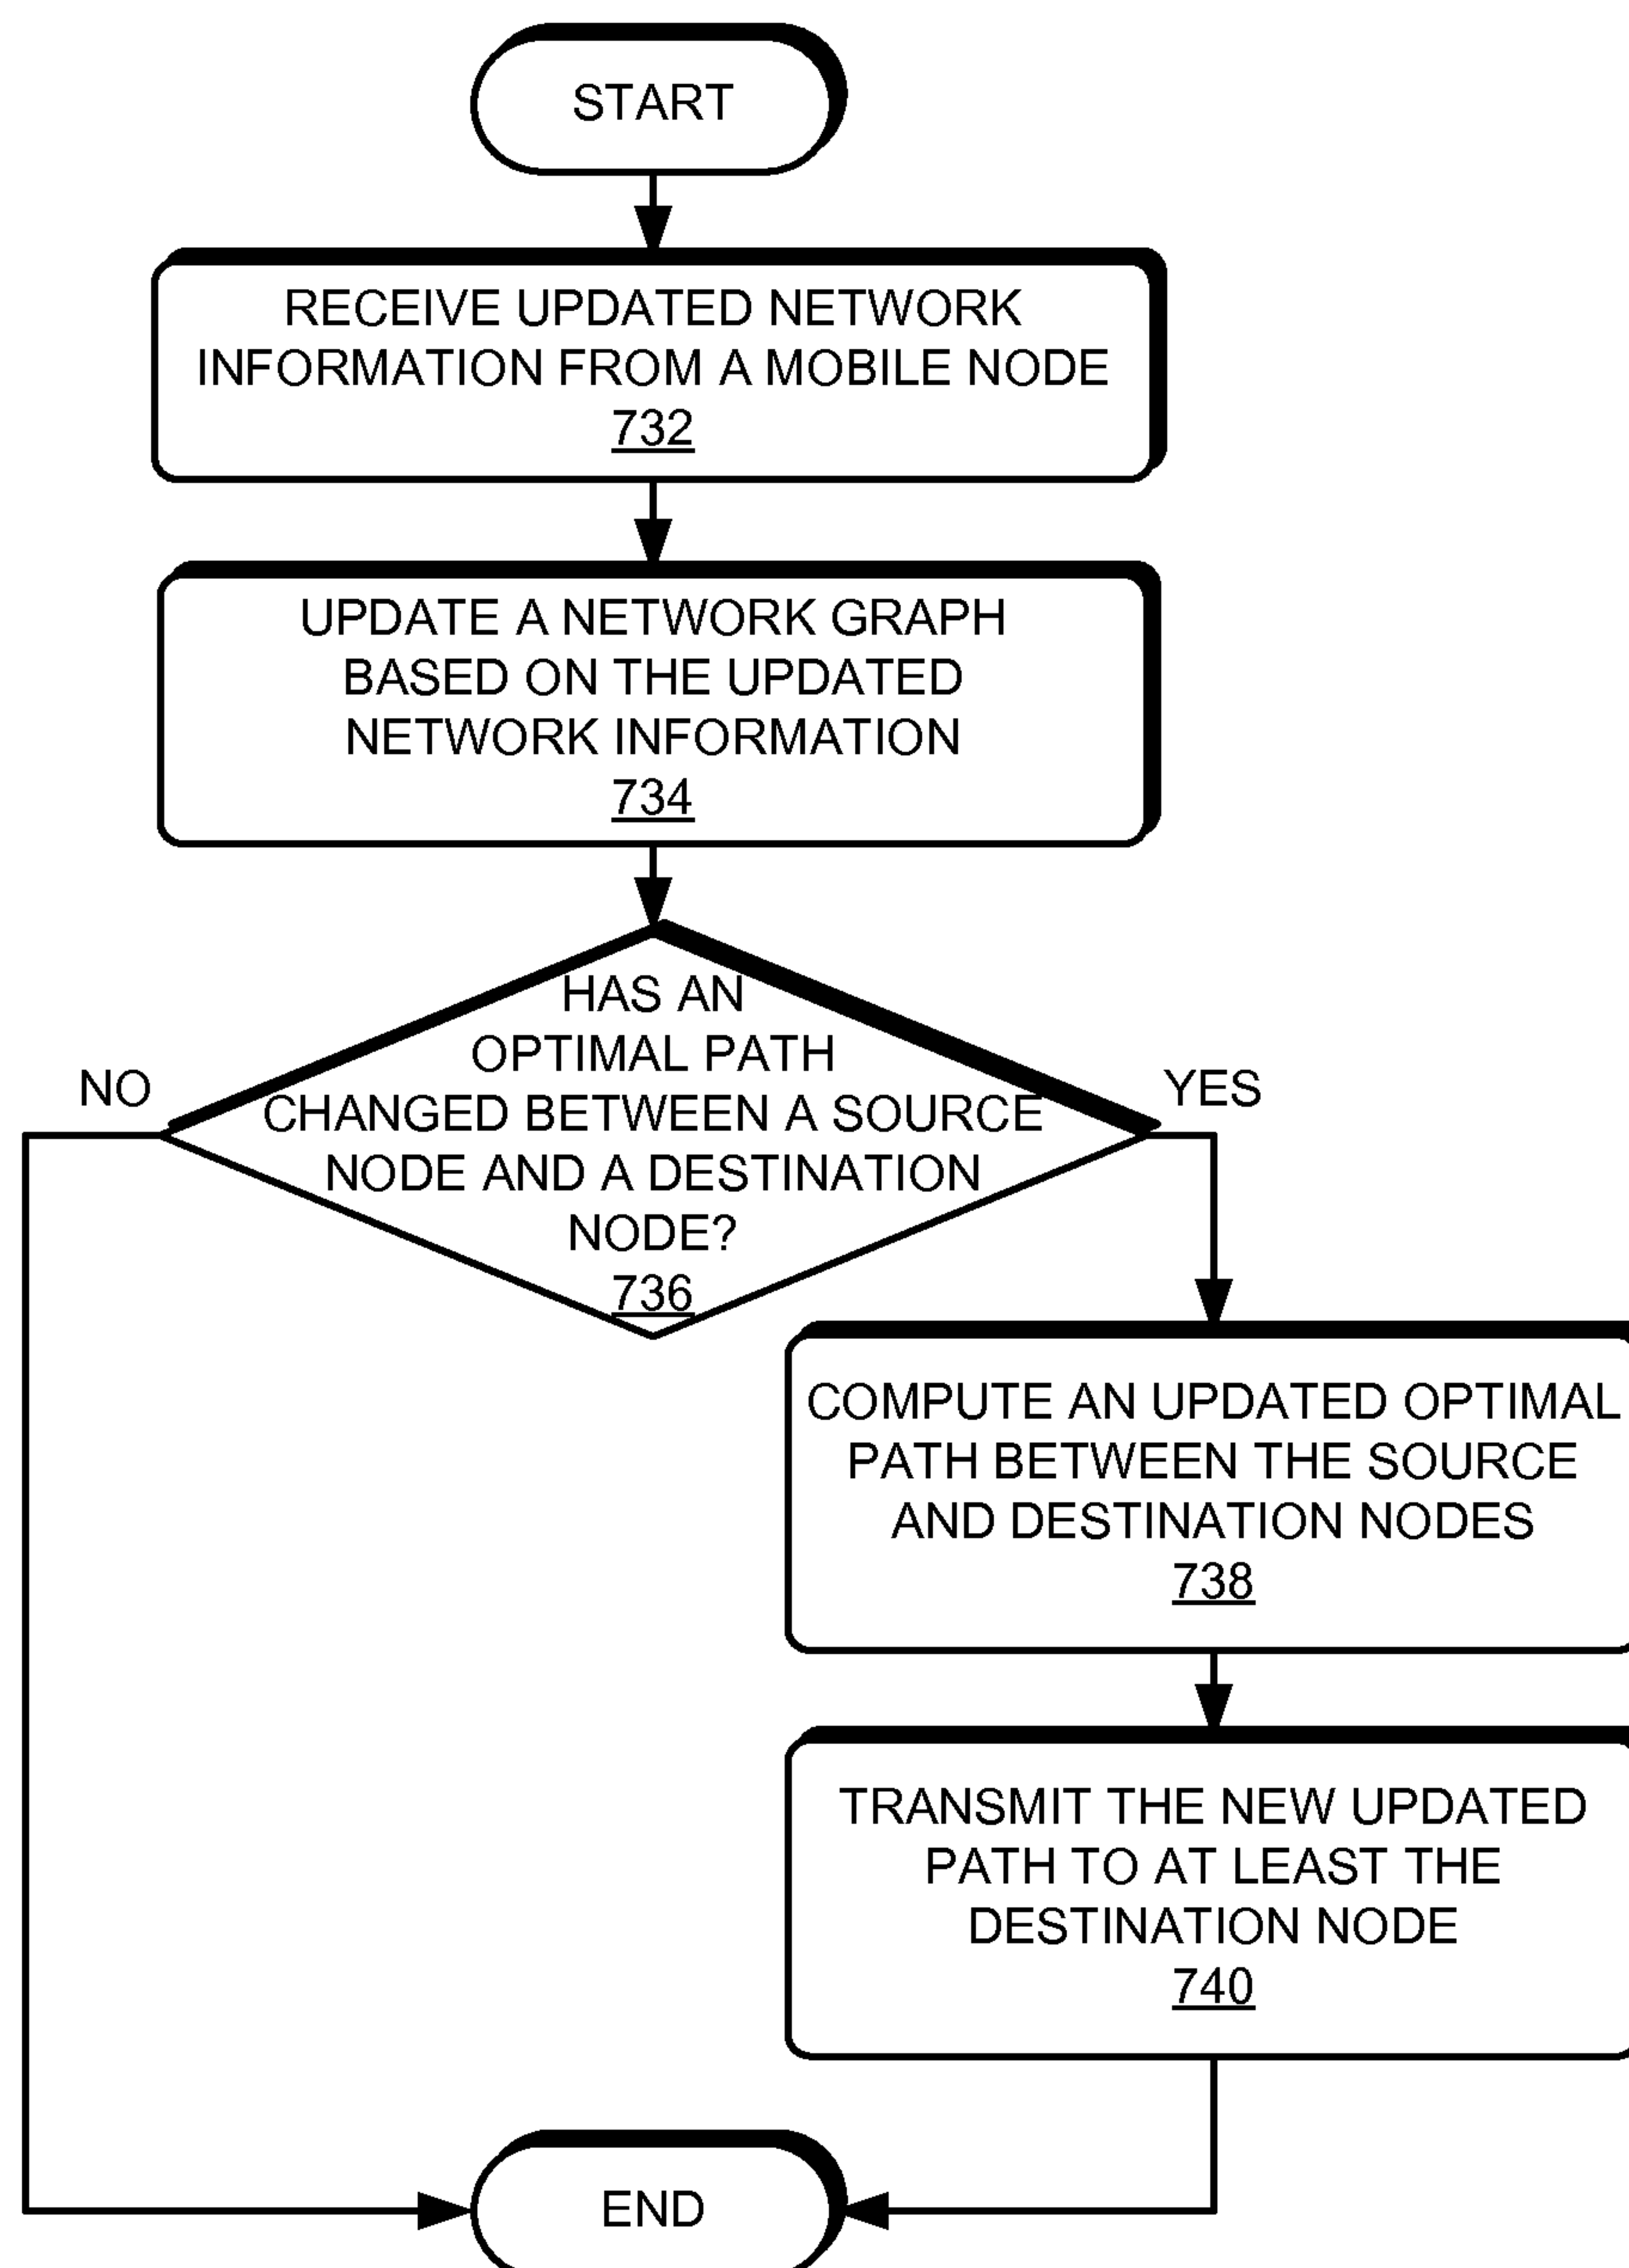 START
RECEIVE UPDATED NETWORK
INFORMATION FROM A MOBILE NODE
732
UPDATE A NETWORK GRAPH
BASED ON THE UPDATED
NETWORK INFORMATION
734
HAS AN
OPTIMAL PATH
CHANGED BETWEEN A SOURCE
NODE AND A DESTINATION
NODE?
736
NO
YES
COMPUTE AN UPDATED OPTIMAL
PATH BETWEEN THE SOURCE
AND DESTINATION NODES
738
TRANSMIT THE NEW UPDATED
PATH TO AT LEAST THE
DESTINATION NODE
740
END